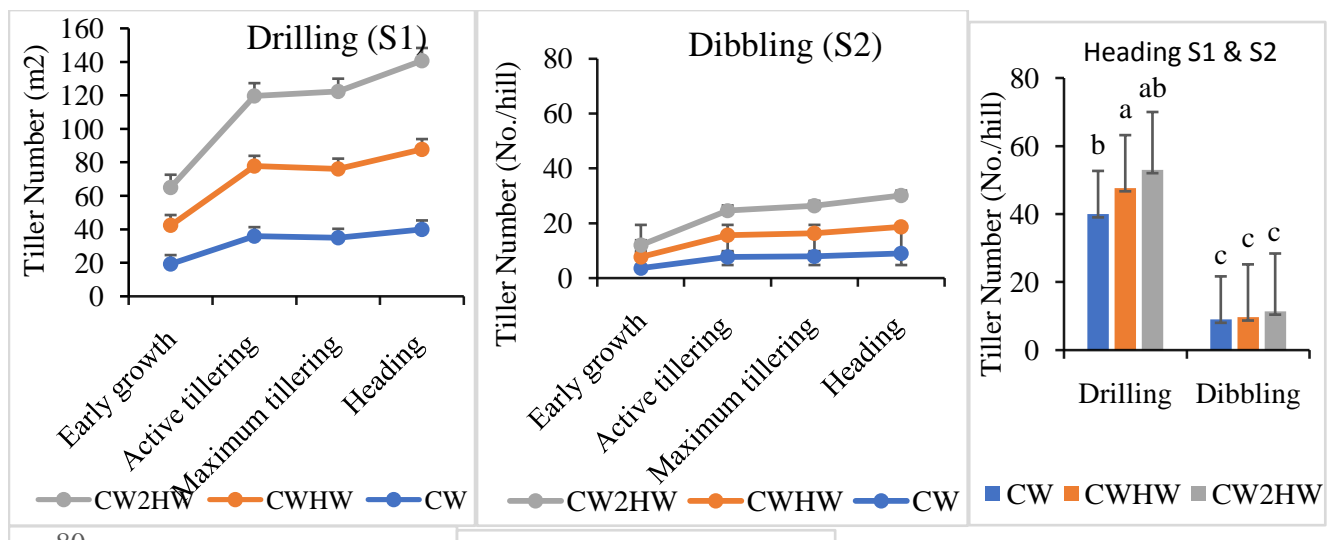 Drilling (S1)
Tiller Number (m2)
160
140
120
100
80
60
40
20
0
Early growth
Active tillering
Maximum tillering
Heading
CW2HW CWHW CW
Dibbling (S2)
Tiller Number (No./hill)
80
60
40
20
0
Early growth
Active tillering
Maximum tillering
Heading
CW2HW CWHW CW
Heading S1 & S2
Tiller Number (No./hill)
80
60
40
20
0
b a ab
c c c
Drilling Dibbling
CW CWHW CW2HW
80